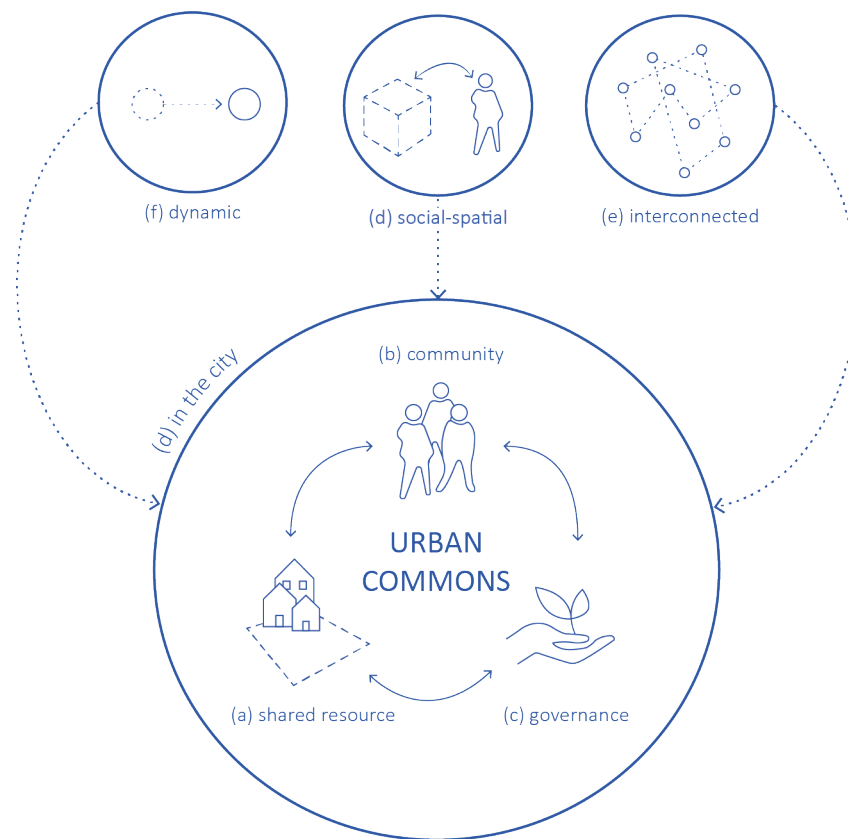 (f) dynamic
(d) social-spatial
(e) interconnected
(d) in the city
(b) community
URBAN
COMMONS
(a) shared resource
(c) governance